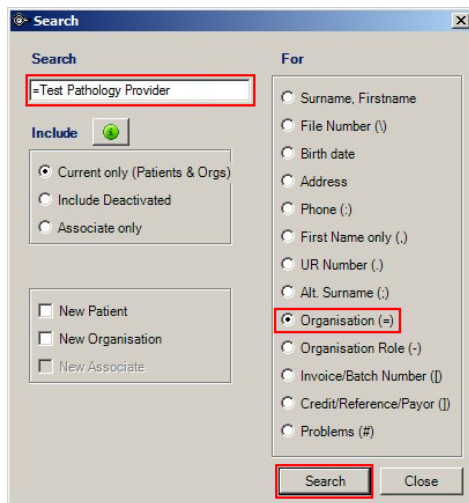 Search
Search
=Test Pathology Provider
Include
Current only (Patients & Orgs)
Include Deactivated
Associate only
New Patient
New Organisation
New Associate
For
Surname, Firstname
File Number (\)
Birth date
Address
Phone (:)
First Name only (,)
UR Number (.)
Alt. Surname (;)
Organisation (=)
Organisation Role (-)
Invoice/Batch Number ([)
Credit/Reference/Payor (])
Problems (#)
Search
Close